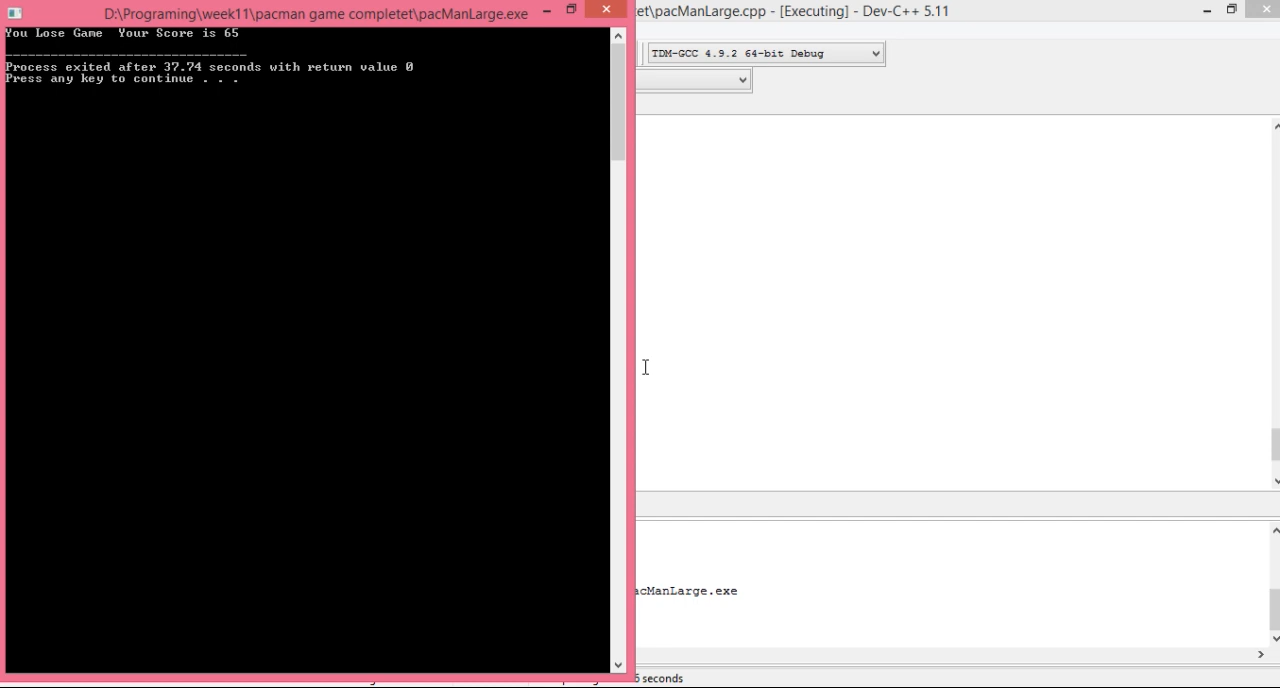 D:\Programing\week11\pacman game completet\pacManLarge.exe
et\pacManLarge.cpp - [Executing] - Dev-C++ 5.11
You Lose Game  Your Score is 65
--------------------------------
Process exited after 37.74 seconds with return value 0
Press any key to continue . . .
TDM-GCC 4.9.2 64-bit Debug
acManLarge.exe
seconds